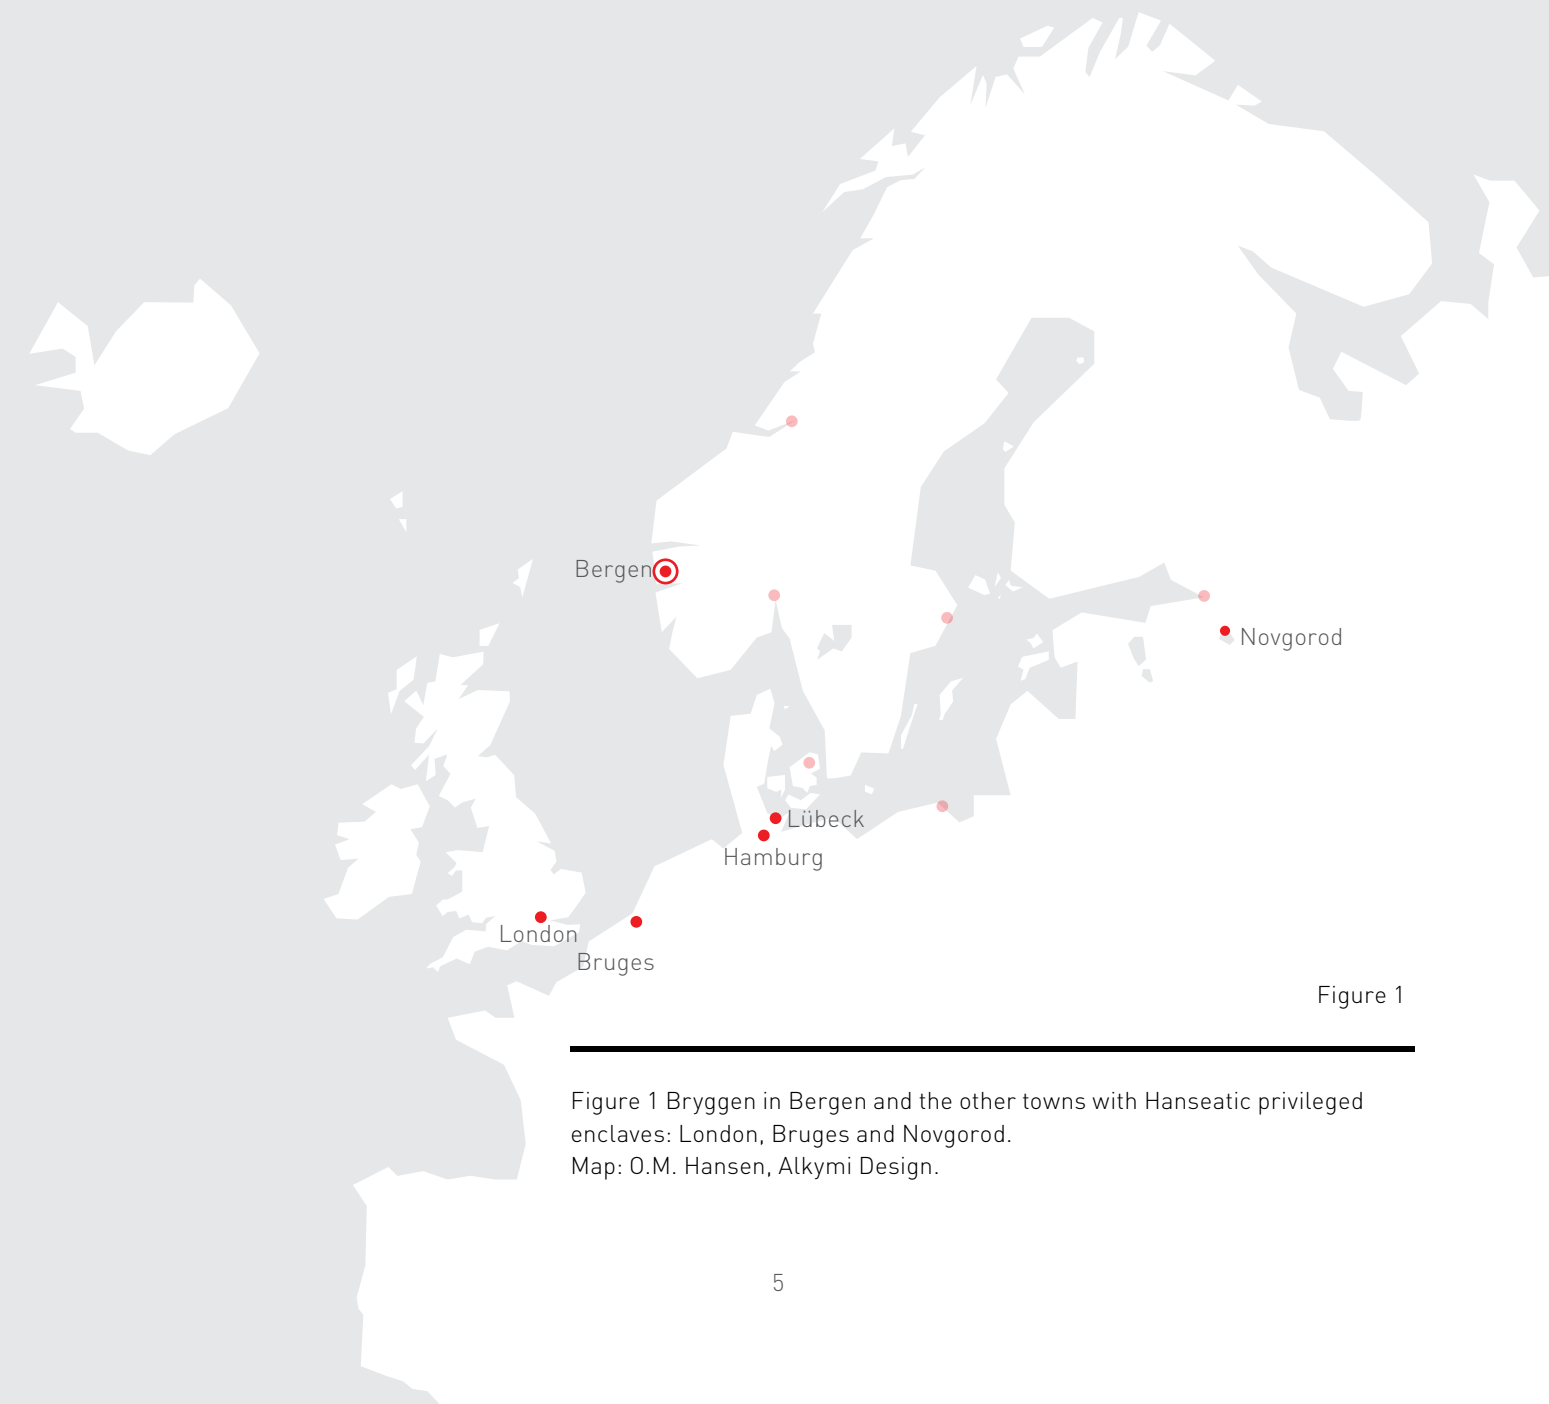 Bergen
Novgorod
Lübeck
Hamburg
London
Bruges
Figure 1
Figure 1 Bryggen in Bergen and the other towns with Hanseatic privileged
enclaves: London, Bruges and Novgorod.
Map: O.M. Hansen, Alkymi Design.
5